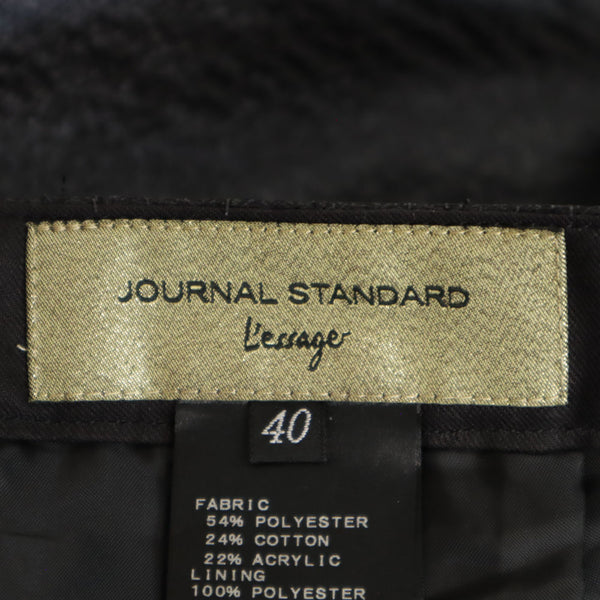 JOURNAL STANDARD
L'essage
40
FABRIC
54% POLYESTER
24% COTTON
22% ACRYLIC
LINING
100% POLYESTER